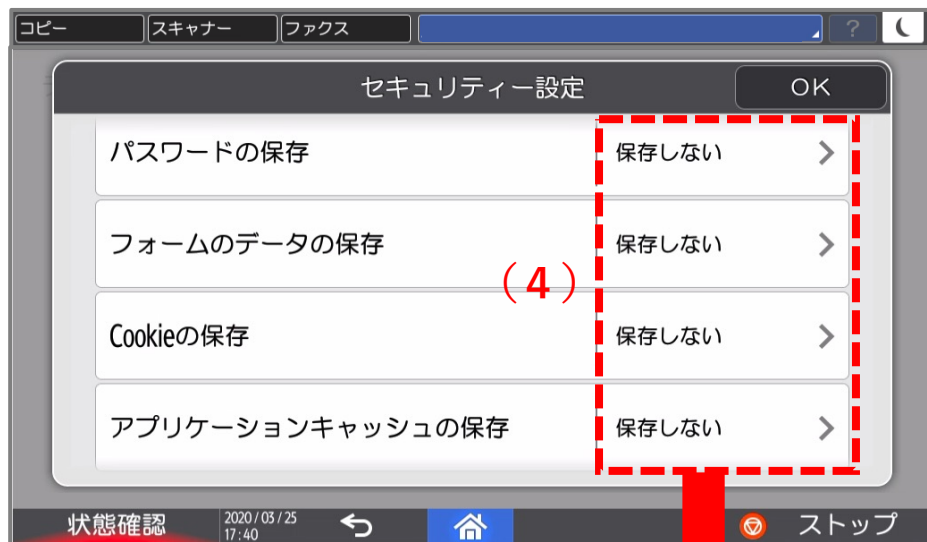 コピー スキャナー ファクス ?
セキュリティー設定 OK
パスワードの保存 保存しない
フォームのデータの保存 保存しない
(4)
Cookieの保存 保存しない
アプリケーションキャッシュの保存 保存しない
状態確認 2020/03/25 ストップ
17:40